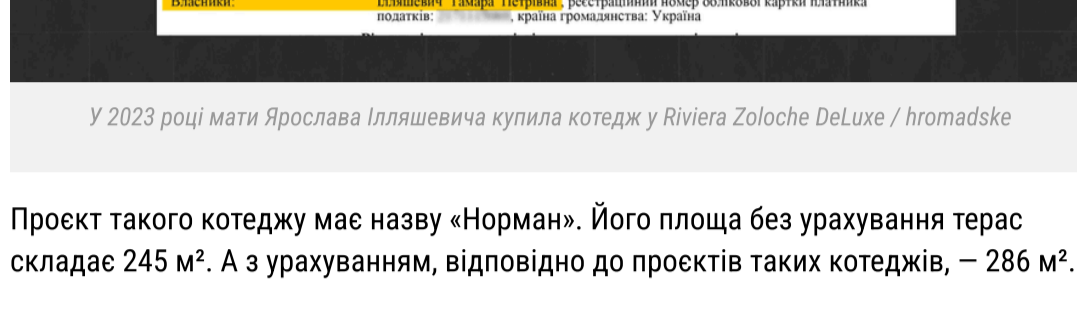 Власники: Ілляшевич Тамара Петрівна, реєстраційний номер облікової картки платника
податків: , країна громадянства: Україна
У 2023 році мати Ярослава Ілляшевича купила котедж у Riviera Zoloche DeLuxe / hromadske
Проєкт такого котеджу має назву «Норман». Його площа без урахування терас
складає 245 м². А з урахуванням, відповідно до проєктів таких котеджів, — 286 м².